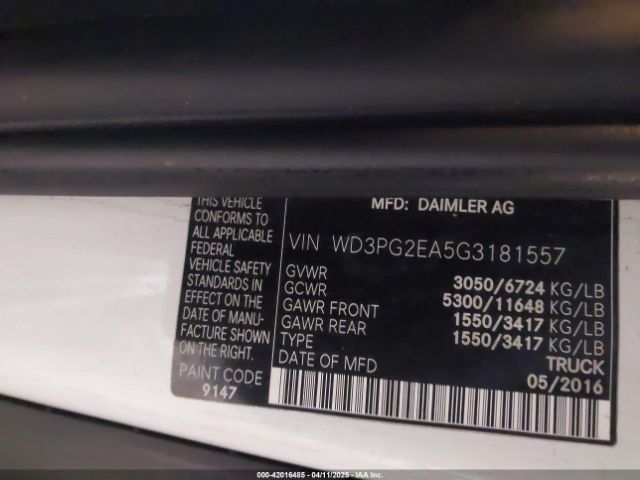 THIS VEHICLE
CONFORMS TO
ALL APPLICABLE
FEDERAL
VEHICLE SAFETY
STANDARDS IN
EFFECT ON THE
DATE OF MANU-
FACTURE SHOWN
ON THE RIGHT.
PAINT CODE
9147
MFD: DAIMLER AG
VIN WD3PG2EA5G3181557
GVWR 3050/6724 KG/LB
GCWR 5300/11648 KG/LB
GAWR FRONT 1550/3417 KG/LB
GAWR REAR 1550/3417 KG/LB
TYPE TRUCK
DATE OF MFD 05/2016
000-42016485 - 04/11/2025 - IAAI Inc.